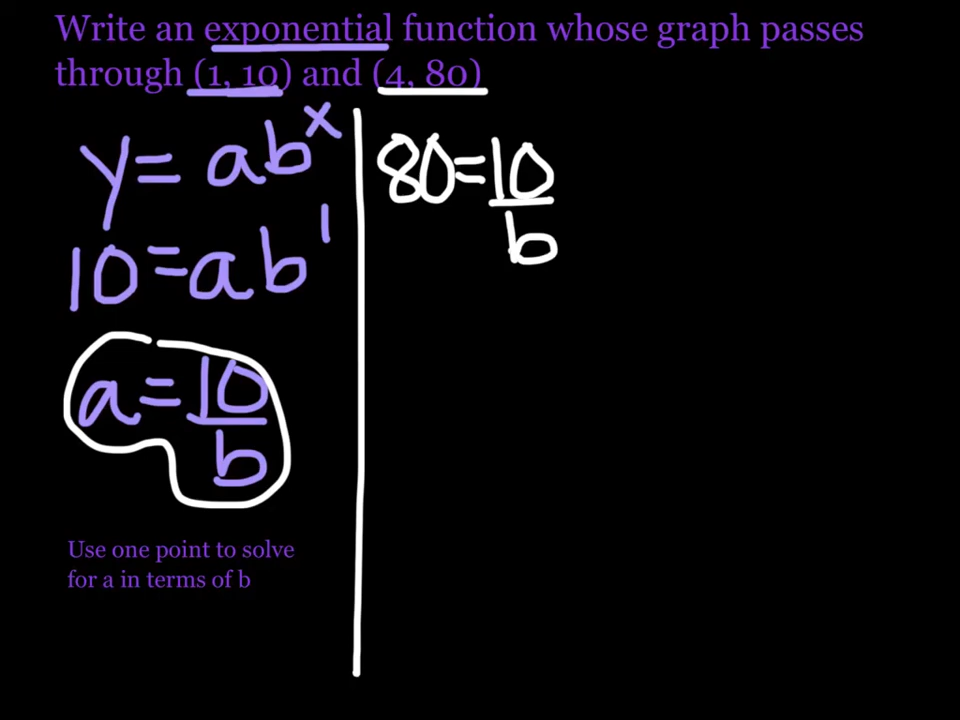 Write an exponential function whose graph passes
through (1, 10) and (4, 80)
y = ab^x
10 = ab^1
a = 10/b
Use one point to solve
for a in terms of b
80 = 10/b